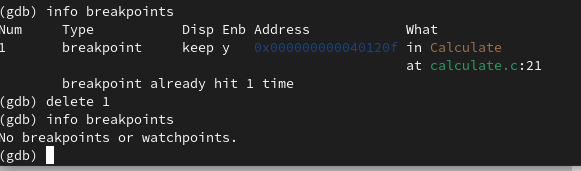 (gdb) info breakpoints
Num     Type           Disp Enb Address            What
1       breakpoint     keep y   0x000000000040120f in Calculate
                                                   at calculate.c:21
        breakpoint already hit 1 time
(gdb) delete 1
(gdb) info breakpoints
No breakpoints or watchpoints.
(gdb)